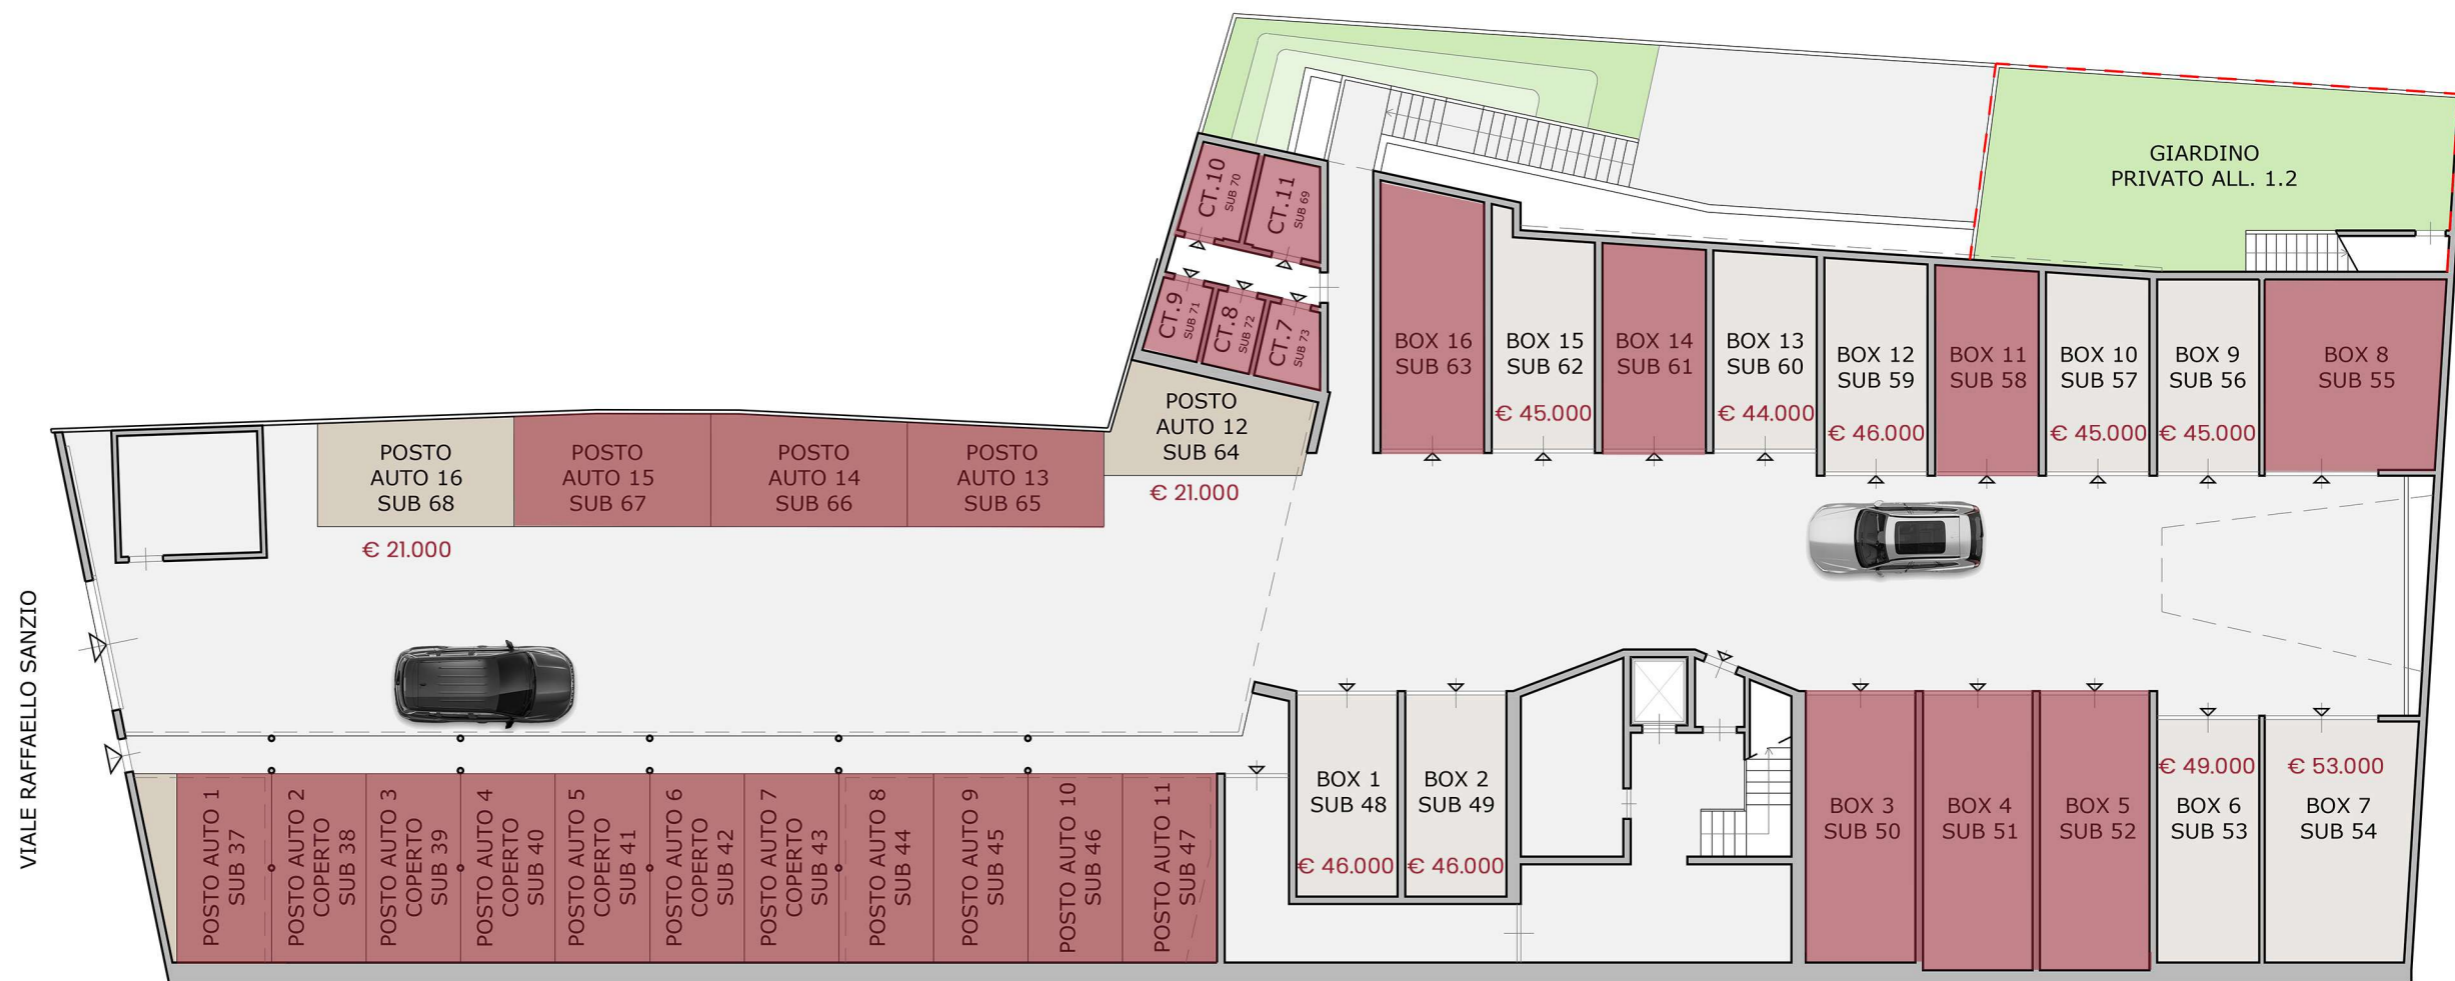 GIARDINO
PRIVATO ALL. 1.2
CT.10
SUB 70
CT.11
SUB 69
CT.9
SUB 71
CT.8
SUB 72
CT.7
SUB 73
BOX 16
SUB 63
BOX 15
SUB 62
€ 45.000
BOX 14
SUB 61
BOX 13
SUB 60
€ 44.000
BOX 12
SUB 59
€ 46.000
BOX 11
SUB 58
BOX 10
SUB 57
€ 45.000
BOX 9
SUB 56
€ 45.000
BOX 8
SUB 55
POSTO
AUTO 16
SUB 68
€ 21.000
POSTO
AUTO 15
SUB 67
POSTO
AUTO 14
SUB 66
POSTO
AUTO 13
SUB 65
POSTO
AUTO 12
SUB 64
€ 21.000
VIALE RAFFAELLO SANZIO
POSTO AUTO 1
SUB 37
POSTO AUTO 2
COPERTO
SUB 38
POSTO AUTO 3
COPERTO
SUB 39
POSTO AUTO 4
COPERTO
SUB 40
POSTO AUTO 5
COPERTO
SUB 41
POSTO AUTO 6
COPERTO
SUB 42
POSTO AUTO 7
COPERTO
SUB 43
POSTO AUTO 8
SUB 44
POSTO AUTO 9
SUB 45
POSTO AUTO 10
SUB 46
POSTO AUTO 11
SUB 47
BOX 1
SUB 48
€ 46.000
BOX 2
SUB 49
€ 46.000
BOX 3
SUB 50
BOX 4
SUB 51
BOX 5
SUB 52
€ 49.000
BOX 6
SUB 53
€ 53.000
BOX 7
SUB 54